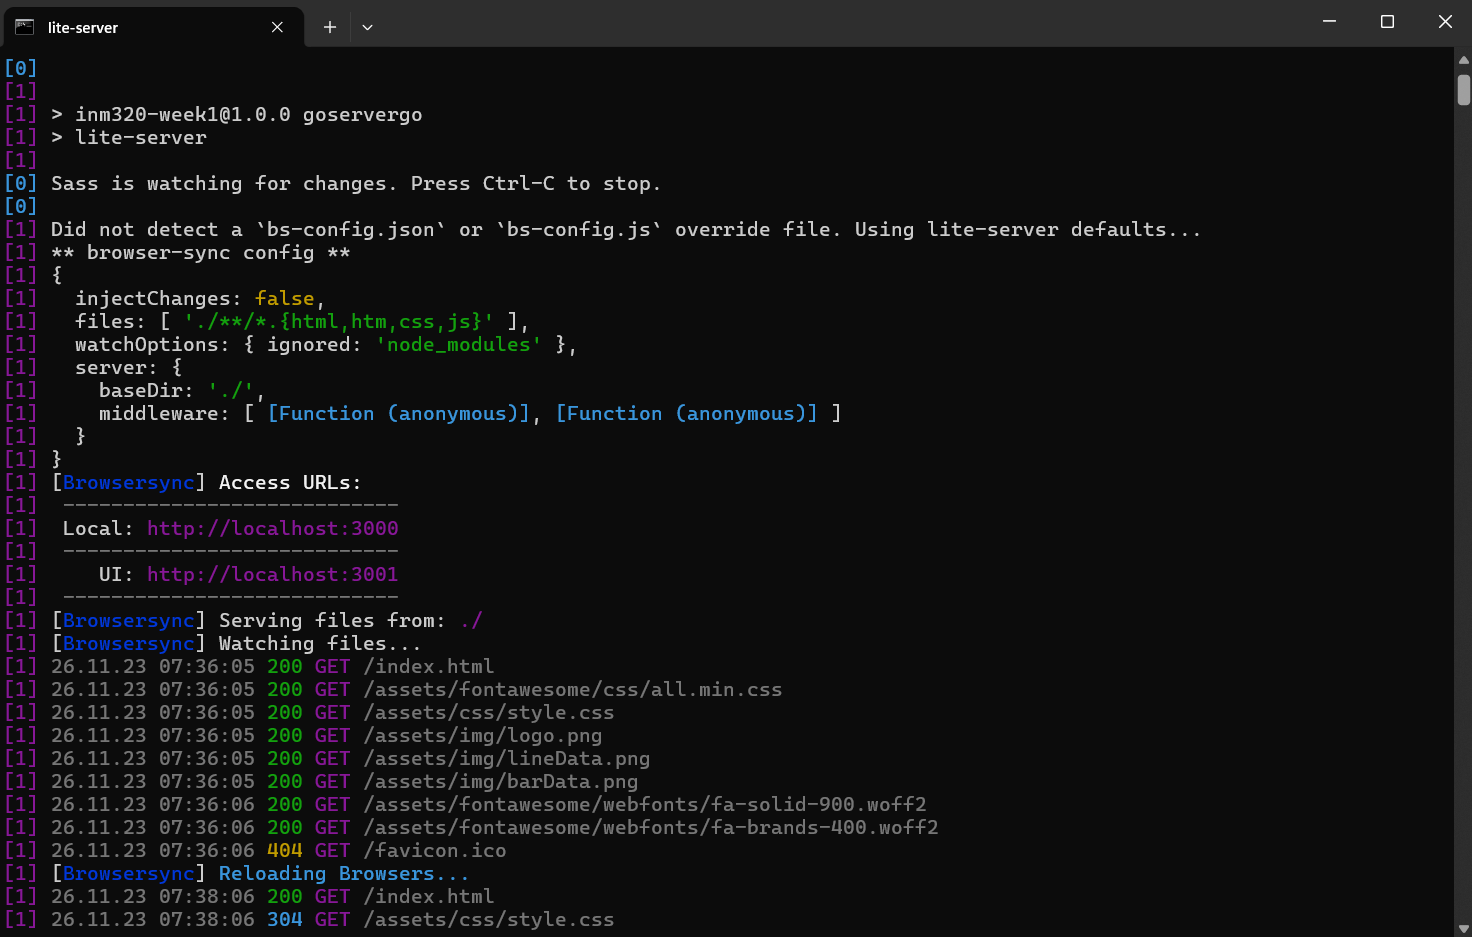 lite-server
[0]
[1]
[1] > inm320-week1@1.0.0 goservergo
[1] > lite-server
[1]
[0] Sass is watching for changes. Press Ctrl-C to stop.
[0]
[1] Did not detect a `bs-config.json` or `bs-config.js` override file. Using lite-server defaults...
[1] ** browser-sync config **
[1] {
[1]   injectChanges: false,
[1]   files: [ './**/*.{html,htm,css,js}' ],
[1]   watchOptions: { ignored: 'node_modules' },
[1]   server: {
[1]     baseDir: './',
[1]     middleware: [ [Function (anonymous)], [Function (anonymous)] ]
[1]   }
[1] }
[1] [Browsersync] Access URLs:
[1]  ----------------------------
[1]  Local: http://localhost:3000
[1]  ----------------------------
[1]     UI: http://localhost:3001
[1]  ----------------------------
[1] [Browsersync] Serving files from: ./
[1] [Browsersync] Watching files...
[1] 26.11.23 07:36:05 200 GET /index.html
[1] 26.11.23 07:36:05 200 GET /assets/fontawesome/css/all.min.css
[1] 26.11.23 07:36:05 200 GET /assets/css/style.css
[1] 26.11.23 07:36:05 200 GET /assets/img/logo.png
[1] 26.11.23 07:36:05 200 GET /assets/img/lineData.png
[1] 26.11.23 07:36:05 200 GET /assets/img/barData.png
[1] 26.11.23 07:36:06 200 GET /assets/fontawesome/webfonts/fa-solid-900.woff2
[1] 26.11.23 07:36:06 200 GET /assets/fontawesome/webfonts/fa-brands-400.woff2
[1] 26.11.23 07:36:06 404 GET /favicon.ico
[1] [Browsersync] Reloading Browsers...
[1] 26.11.23 07:38:06 200 GET /index.html
[1] 26.11.23 07:38:06 304 GET /assets/css/style.css